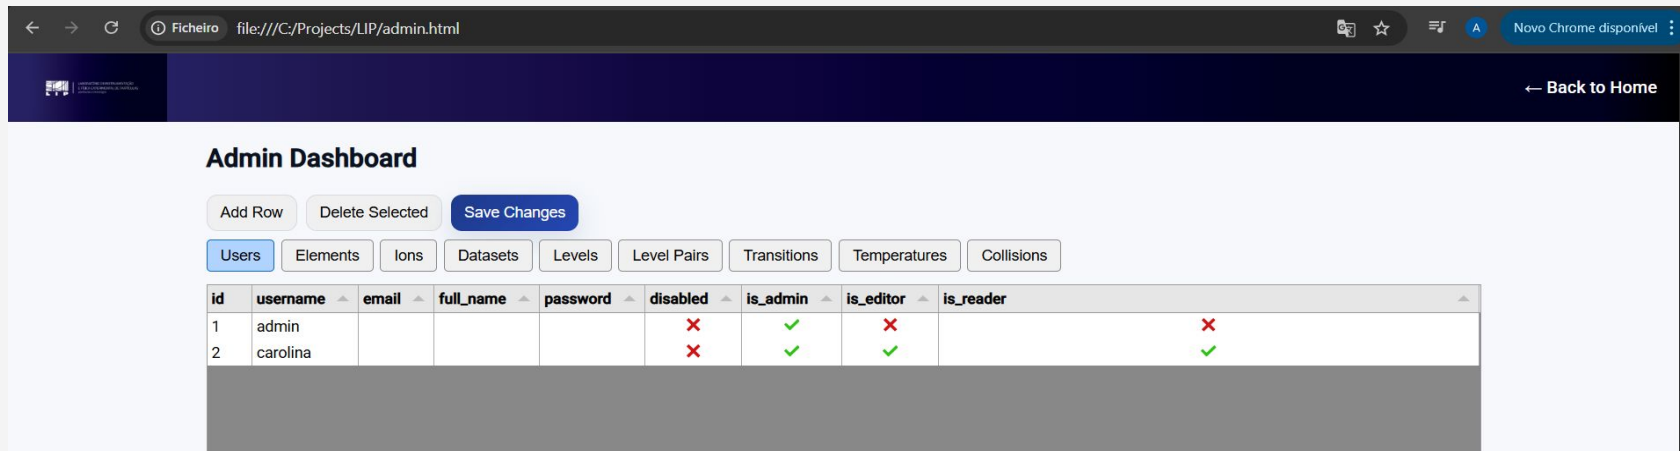 Ficheiro file:///C:/Projects/LIP/admin.html A Novo Chrome disponível
← Back to Home
Admin Dashboard
Add Row Delete Selected Save Changes
Users Elements Ions Datasets Levels Level Pairs Transitions Temperatures Collisions
id username email full_name password disabled is_admin is_editor is_reader
1 admin
2 carolina